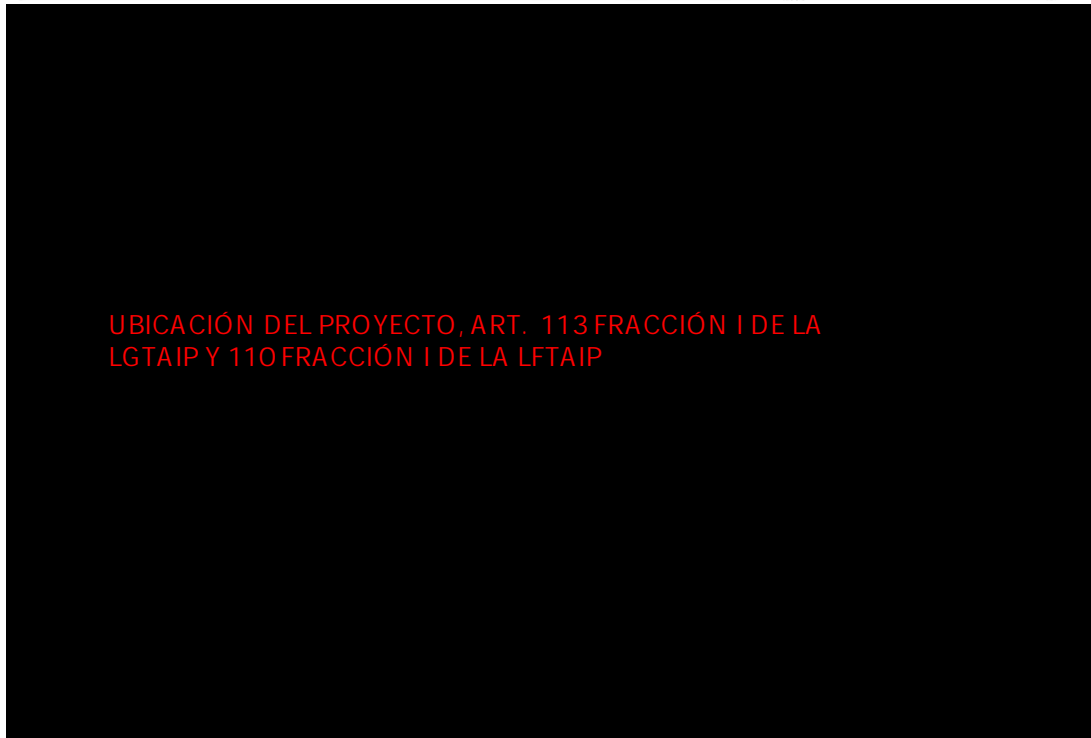 UBICACIÓN DEL PROYECTO, ART. 113 FRACCIÓN I DE LA
LGTAIP Y 110 FRACCIÓN I DE LA LFTAIP